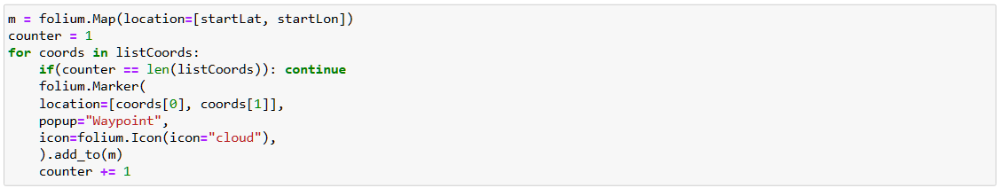 m = folium.Map(location=[startLat, startLon])
counter = 1
for coords in listCoords:
    if(counter == len(listCoords)): continue
    folium.Marker(
    location=[coords[0], coords[1]],
    popup="Waypoint",
    icon=folium.Icon(icon="cloud"),
    ).add_to(m)
    counter += 1